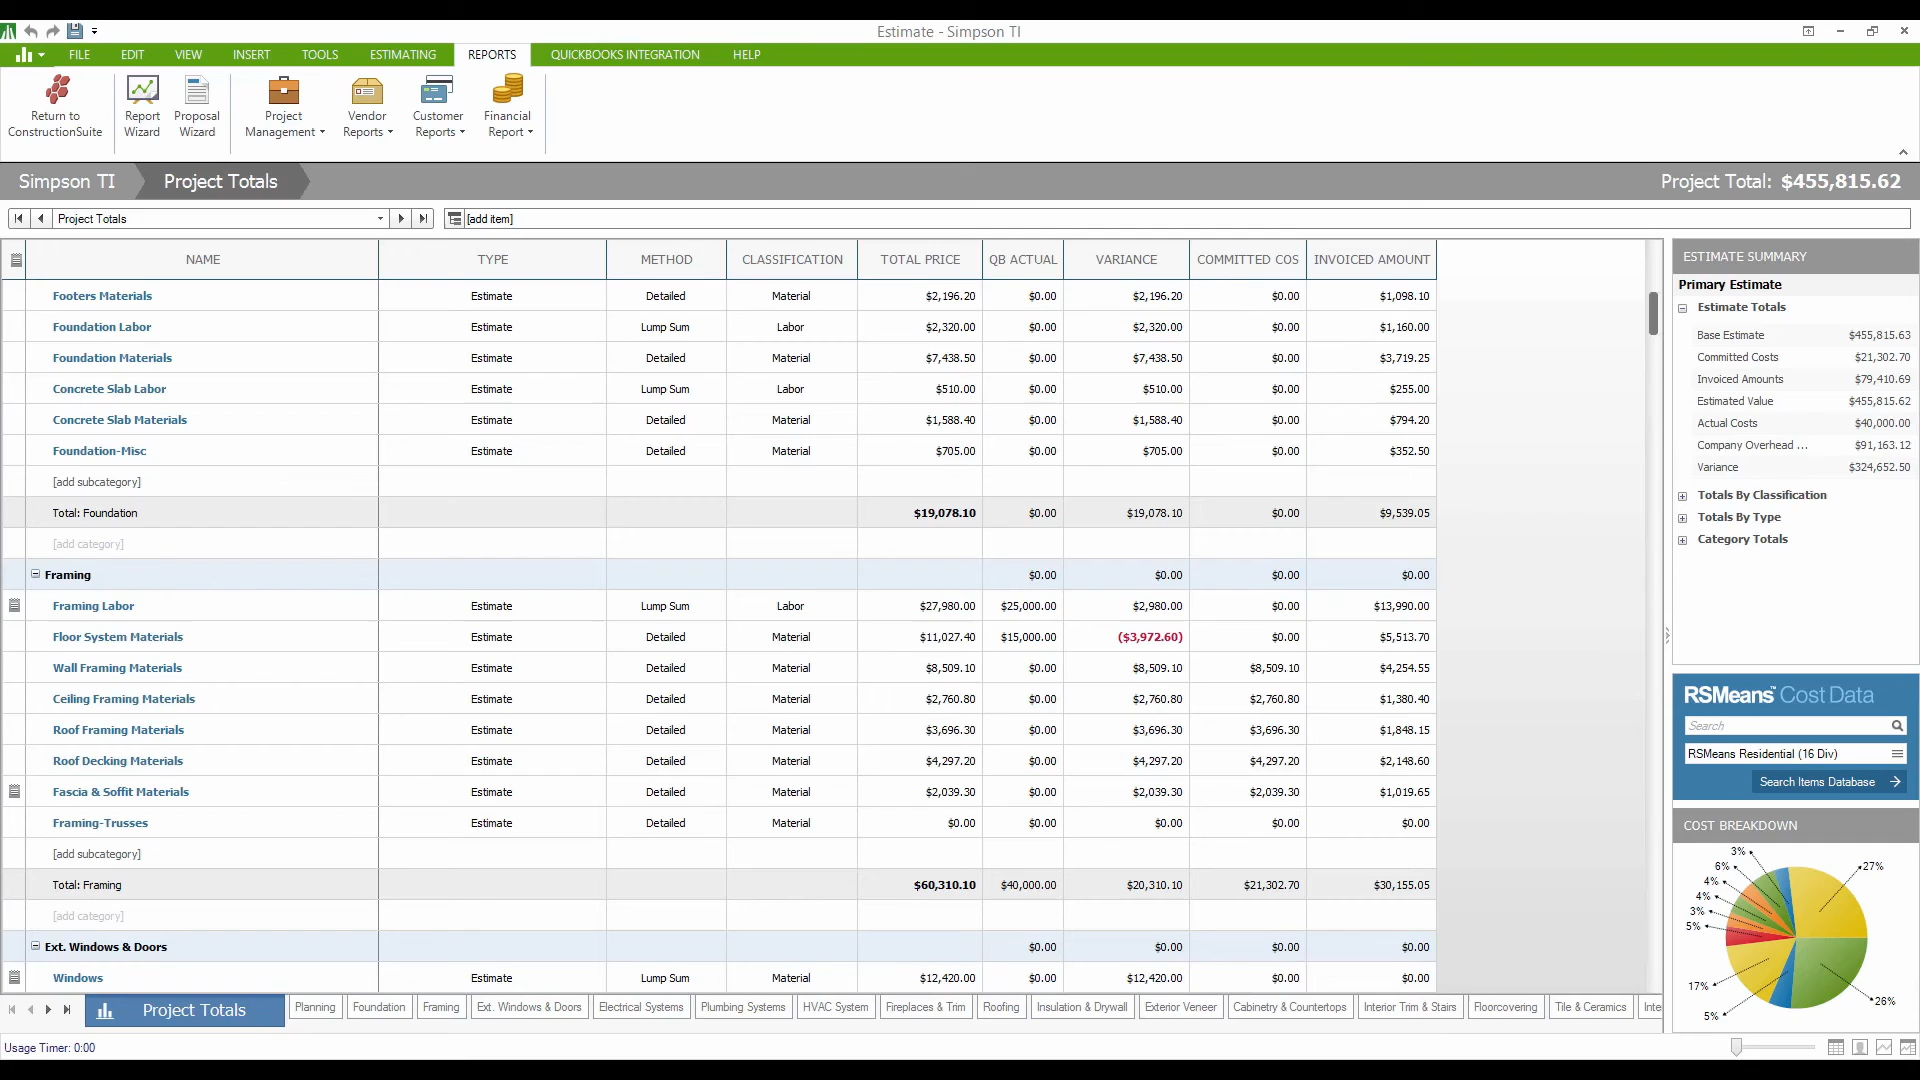 Estimate - Simpson TI
FILE EDIT VIEW INSERT TOOLS ESTIMATING REPORTS QUICKBOOKS INTEGRATION HELP
Return to ConstructionSuite
Report Wizard
Proposal Wizard
Project Management
Vendor Reports
Customer Reports
Financial Report
Simpson TI Project Totals Project Total: $455,815.62
Project Totals [add item]
NAME TYPE METHOD CLASSIFICATION TOTAL PRICE QB ACTUAL VARIANCE COMMITTED COS INVOICED AMOUNT
Footers Materials Estimate Detailed Material $2,196.20 $0.00 $2,196.20 $0.00 $1,098.10
Foundation Labor Estimate Lump Sum Labor $2,320.00 $0.00 $2,320.00 $0.00 $1,160.00
Foundation Materials Estimate Detailed Material $7,438.50 $0.00 $7,438.50 $0.00 $3,719.25
Concrete Slab Labor Estimate Lump Sum Labor $510.00 $0.00 $510.00 $0.00 $255.00
Concrete Slab Materials Estimate Detailed Material $1,588.40 $0.00 $1,588.40 $0.00 $794.20
Foundation-Misc Estimate Detailed Material $705.00 $0.00 $705.00 $0.00 $352.50
[add subcategory]
Total: Foundation $19,078.10 $0.00 $19,078.10 $0.00 $9,539.05
[add category]
Framing $0.00 $0.00 $0.00 $0.00
Framing Labor Estimate Lump Sum Labor $27,980.00 $25,000.00 $2,980.00 $0.00 $13,990.00
Floor System Materials Estimate Detailed Material $11,027.40 $15,000.00 ($3,972.60) $0.00 $5,513.70
Wall Framing Materials Estimate Detailed Material $8,509.10 $0.00 $8,509.10 $8,509.10 $4,254.55
Ceiling Framing Materials Estimate Detailed Material $2,760.80 $0.00 $2,760.80 $2,760.80 $1,380.40
Roof Framing Materials Estimate Detailed Material $3,696.30 $0.00 $3,696.30 $3,696.30 $1,848.15
Roof Decking Materials Estimate Detailed Material $4,297.20 $0.00 $4,297.20 $4,297.20 $2,148.60
Fascia & Soffit Materials Estimate Detailed Material $2,039.30 $0.00 $2,039.30 $2,039.30 $1,019.65
Framing-Trusses Estimate Detailed Material $0.00 $0.00 $0.00 $0.00 $0.00
[add subcategory]
Total: Framing $60,310.10 $40,000.00 $20,310.10 $21,302.70 $30,155.05
[add category]
Ext. Windows & Doors $0.00 $0.00 $0.00 $0.00
Windows Estimate Lump Sum Material $12,420.00 $0.00 $12,420.00 $0.00 $0.00
ESTIMATE SUMMARY
Primary Estimate
Estimate Totals
Base Estimate $455,815.63
Committed Costs $21,302.70
Invoiced Amounts $79,410.69
Estimated Value $455,815.62
Actual Costs $40,000.00
Company Overhead ... $91,163.12
Variance $324,652.50
Totals By Classification
Totals By Type
Category Totals
RSMeans™ Cost Data
Search
RSMeans Residential (16 Div)
Search Items Database
COST BREAKDOWN
3%
6%
4%
4%
3%
5%
17%
5%
27%
26%
Project Totals Planning Foundation Framing Ext. Windows & Doors Electrical Systems Plumbing Systems HVAC System Fireplaces & Trim Roofing Insulation & Drywall Exterior Veneer Cabinetry & Countertops Interior Trim & Stairs Floorcovering Tile & Ceramics Inte
Usage Timer: 0:00